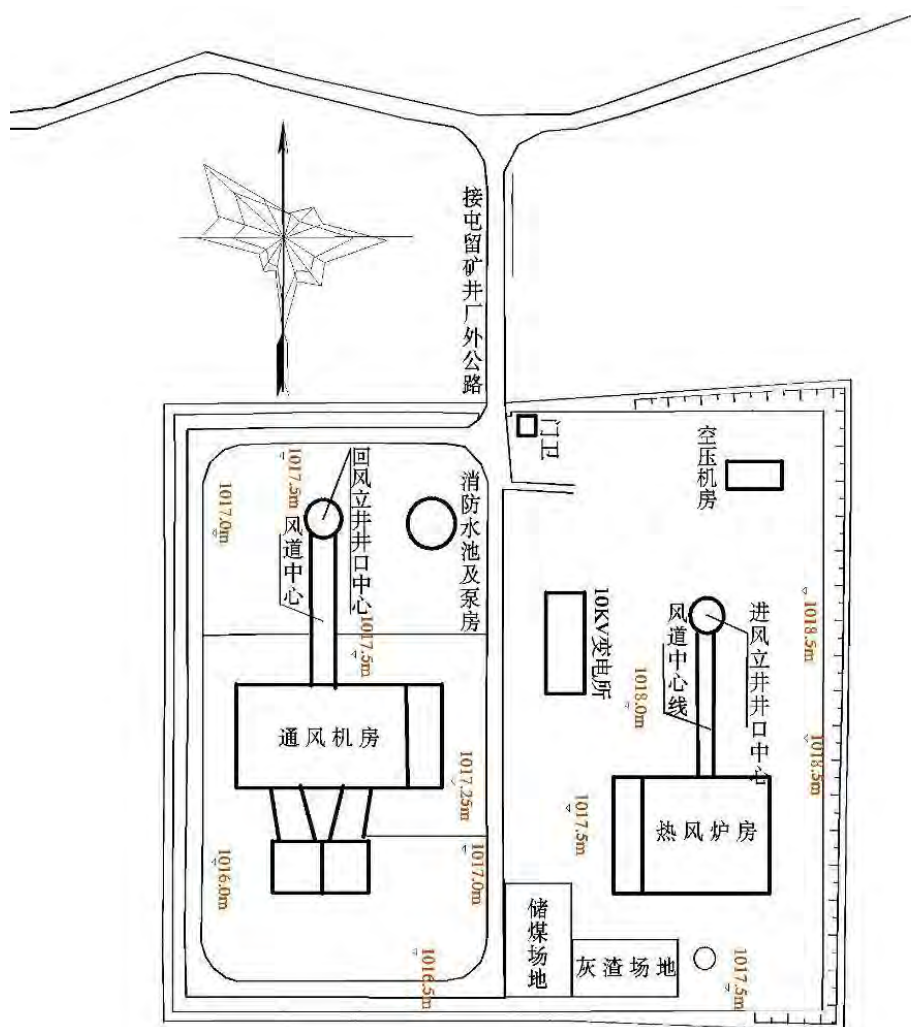 接屯留矿井厂外公路
门卫
空压机房
1017.5m
回风立井井口中心
消防水池及泵房
1017.0m
风道中心
10KV变电所
风道中心线
进风立井井口中心
1018.5m
1017.5m
1018.0m
通风机房
1018.5m
1017.25m
1017.5m
热风炉房
1016.0m
1017.0m
储煤场地
灰渣场地
1016.5m
1017.5m